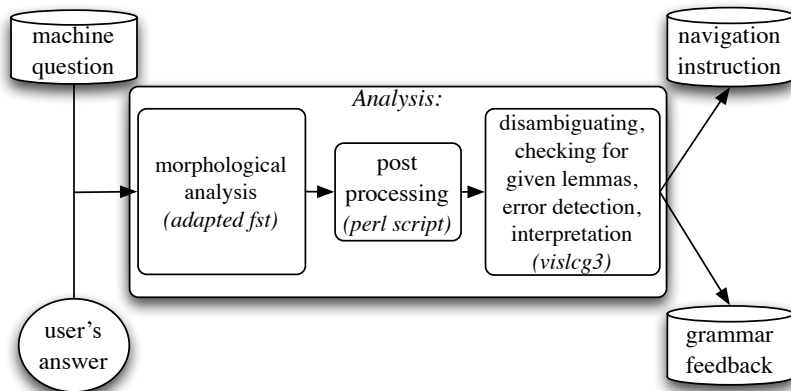 machine
question
navigation
instruction
Analysis:
morphological
analysis
(adapted fst)
post
processing
(perl script)
disambiguating,
checking for
given lemmas,
error detection,
interpretation
(vislcg3)
user's
answer
grammar
feedback